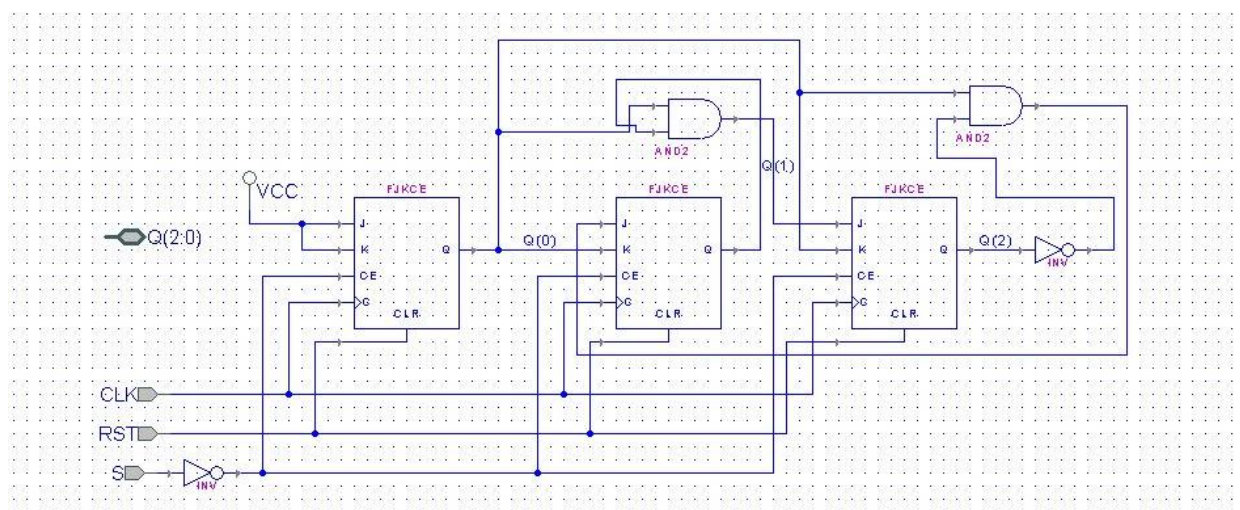 AND2
AND2
Q(1)
VCC
FJKCE
FJKCE
FJKCE
Q(2:0)
J
K
CE
C
CLR
Q
Q(0)
J
K
CE
C
CLR
Q
J
K
CE
C
CLR
Q
Q(2)
INV
CLK
RST
S
INV